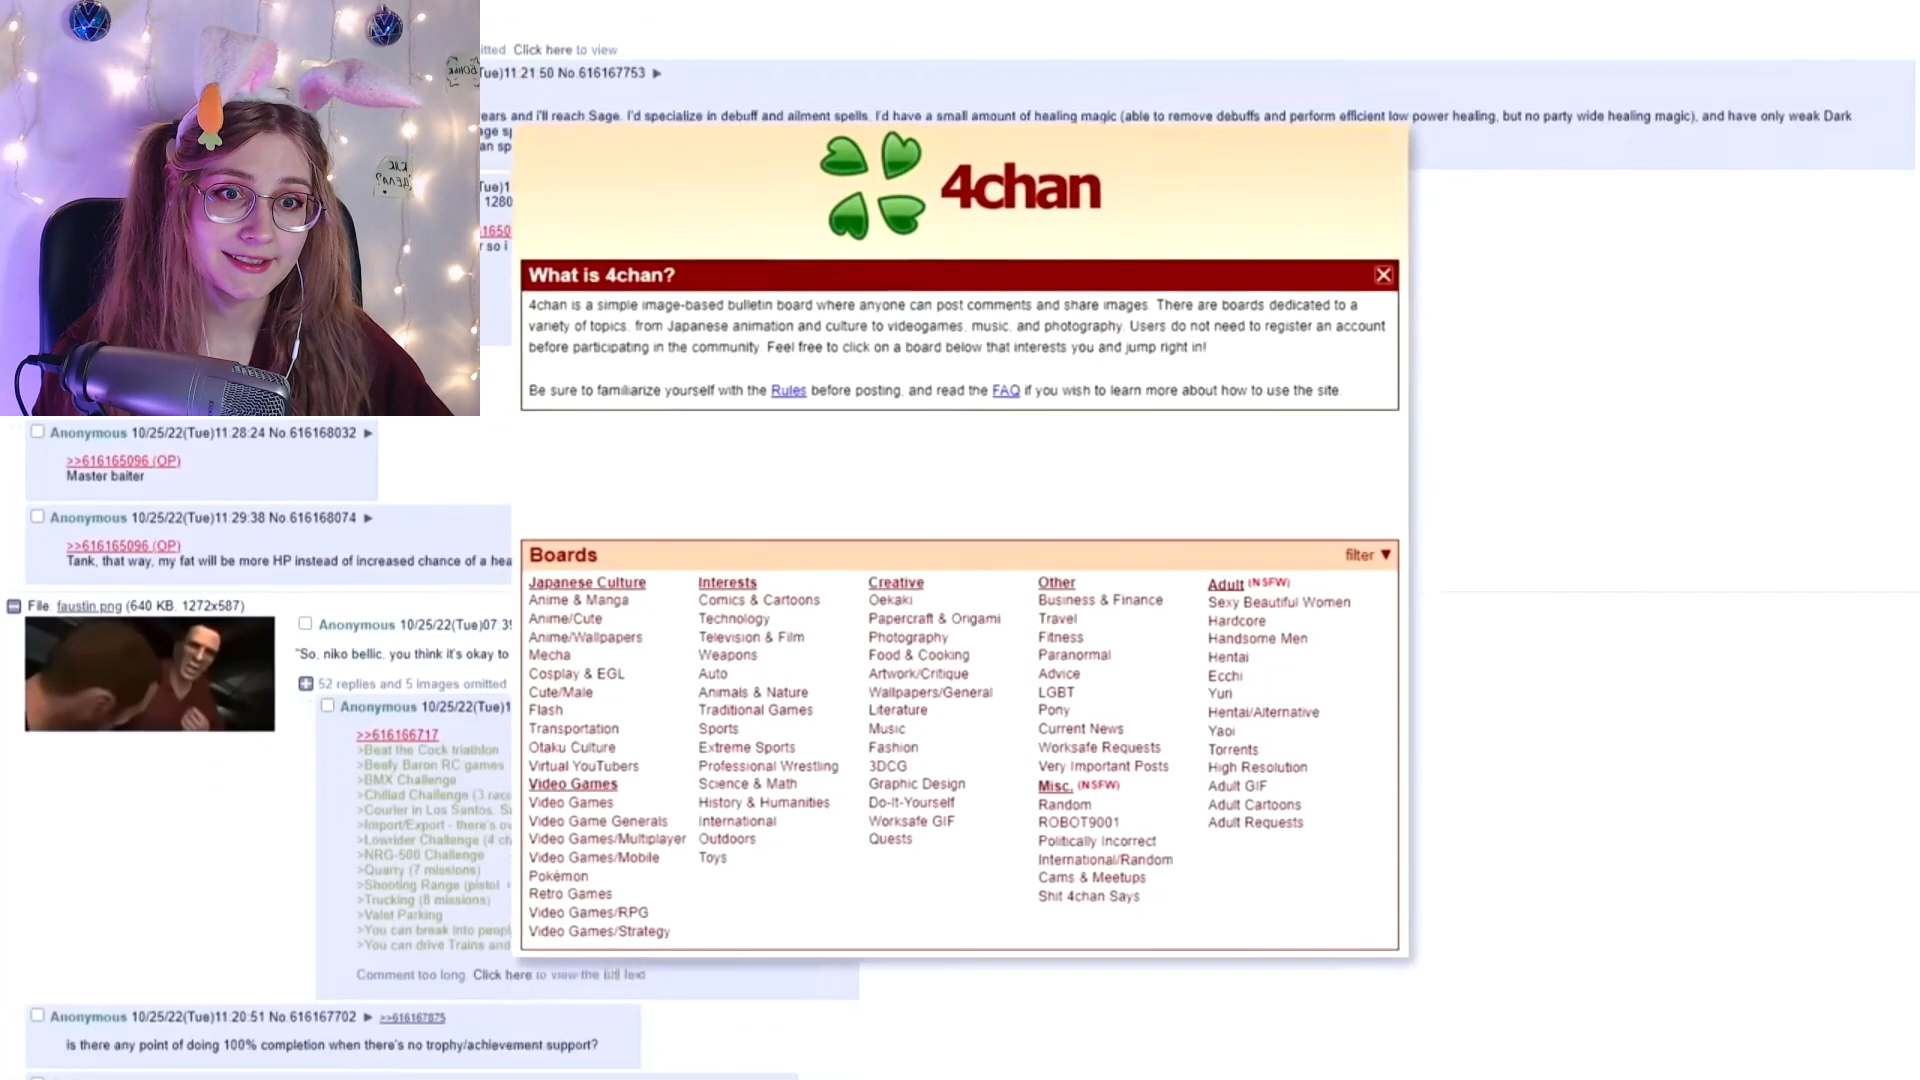 itted Click here to view
Tue)11:21:50 No.616167753 ▶
ears and i'll reach Sage. I'd specialize in debuff and ailment spells. I'd have a small amount of healing magic (able to remove debuffs and perform efficient low power healing, but no party wide healing magic), and have only weak Dark
age sp
an sp
Tue)1
1280
r so i
4chan
What is 4chan?
4chan is a simple image-based bulletin board where anyone can post comments and share images. There are boards dedicated to a
variety of topics, from Japanese animation and culture to videogames, music, and photography. Users do not need to register an account
before participating in the community. Feel free to click on a board below that interests you and jump right in!
Be sure to familiarize yourself with the Rules before posting, and read the FAQ if you wish to learn more about how to use the site.
Anonymous 10/25/22(Tue)11:28:24 No.616168032 ▶
>>616165096 (OP)
Master baiter
Anonymous 10/25/22(Tue)11:29:38 No.616168074 ▶
>>616165096 (OP)
Tank, that way, my fat will be more HP instead of increased chance of a hea
File: faustin.png (640 KB, 1272x587)
Anonymous 10/25/22(Tue)07:3
"So, niko bellic, you think it's okay to
52 replies and 5 images omitted
Anonymous 10/25/22(Tue)1
>>616166717
>Beat the Cock triathlon
>Beefy Baron RC games
>BMX Challenge
>Chiliad Challenge (3 race
>Courier in Los Santos, S
>Import/Export - there's ov
>Lowrider Challenge (4 ch
>NRG-500 Challenge
>Quarry (7 missions)
>Shooting Range (pistol
>Trucking (8 missions)
>Valet Parking
>You can break into peopl
>You can drive Trains and
Comment too long. Click here to view the full text
Anonymous 10/25/22(Tue)11:20:51 No.616167702 ▶ >>616167875
is there any point of doing 100% completion when there's no trophy/achievement support?
Boards
filter ▼
Japanese Culture
Anime & Manga
Anime/Cute
Anime/Wallpapers
Mecha
Cosplay & EGL
Cute/Male
Flash
Transportation
Otaku Culture
Virtual YouTubers
Video Games
Video Games
Video Game Generals
Video Games/Multiplayer
Video Games/Mobile
Pokémon
Retro Games
Video Games/RPG
Video Games/Strategy
Interests
Comics & Cartoons
Technology
Television & Film
Weapons
Auto
Animals & Nature
Traditional Games
Sports
Extreme Sports
Professional Wrestling
Science & Math
History & Humanities
International
Outdoors
Toys
Creative
Oekaki
Papercraft & Origami
Photography
Food & Cooking
Artwork/Critique
Wallpapers/General
Literature
Music
Fashion
3DCG
Graphic Design
Do-It-Yourself
Worksafe GIF
Quests
Other
Business & Finance
Travel
Fitness
Paranormal
Advice
LGBT
Pony
Current News
Worksafe Requests
Very Important Posts
Misc. (NSFW)
Random
ROBOT9001
Politically Incorrect
International/Random
Cams & Meetups
Shit 4chan Says
Adult (NSFW)
Sexy Beautiful Women
Hardcore
Handsome Men
Hentai
Ecchi
Yuri
Hentai/Alternative
Yaoi
Torrents
High Resolution
Adult GIF
Adult Cartoons
Adult Requests